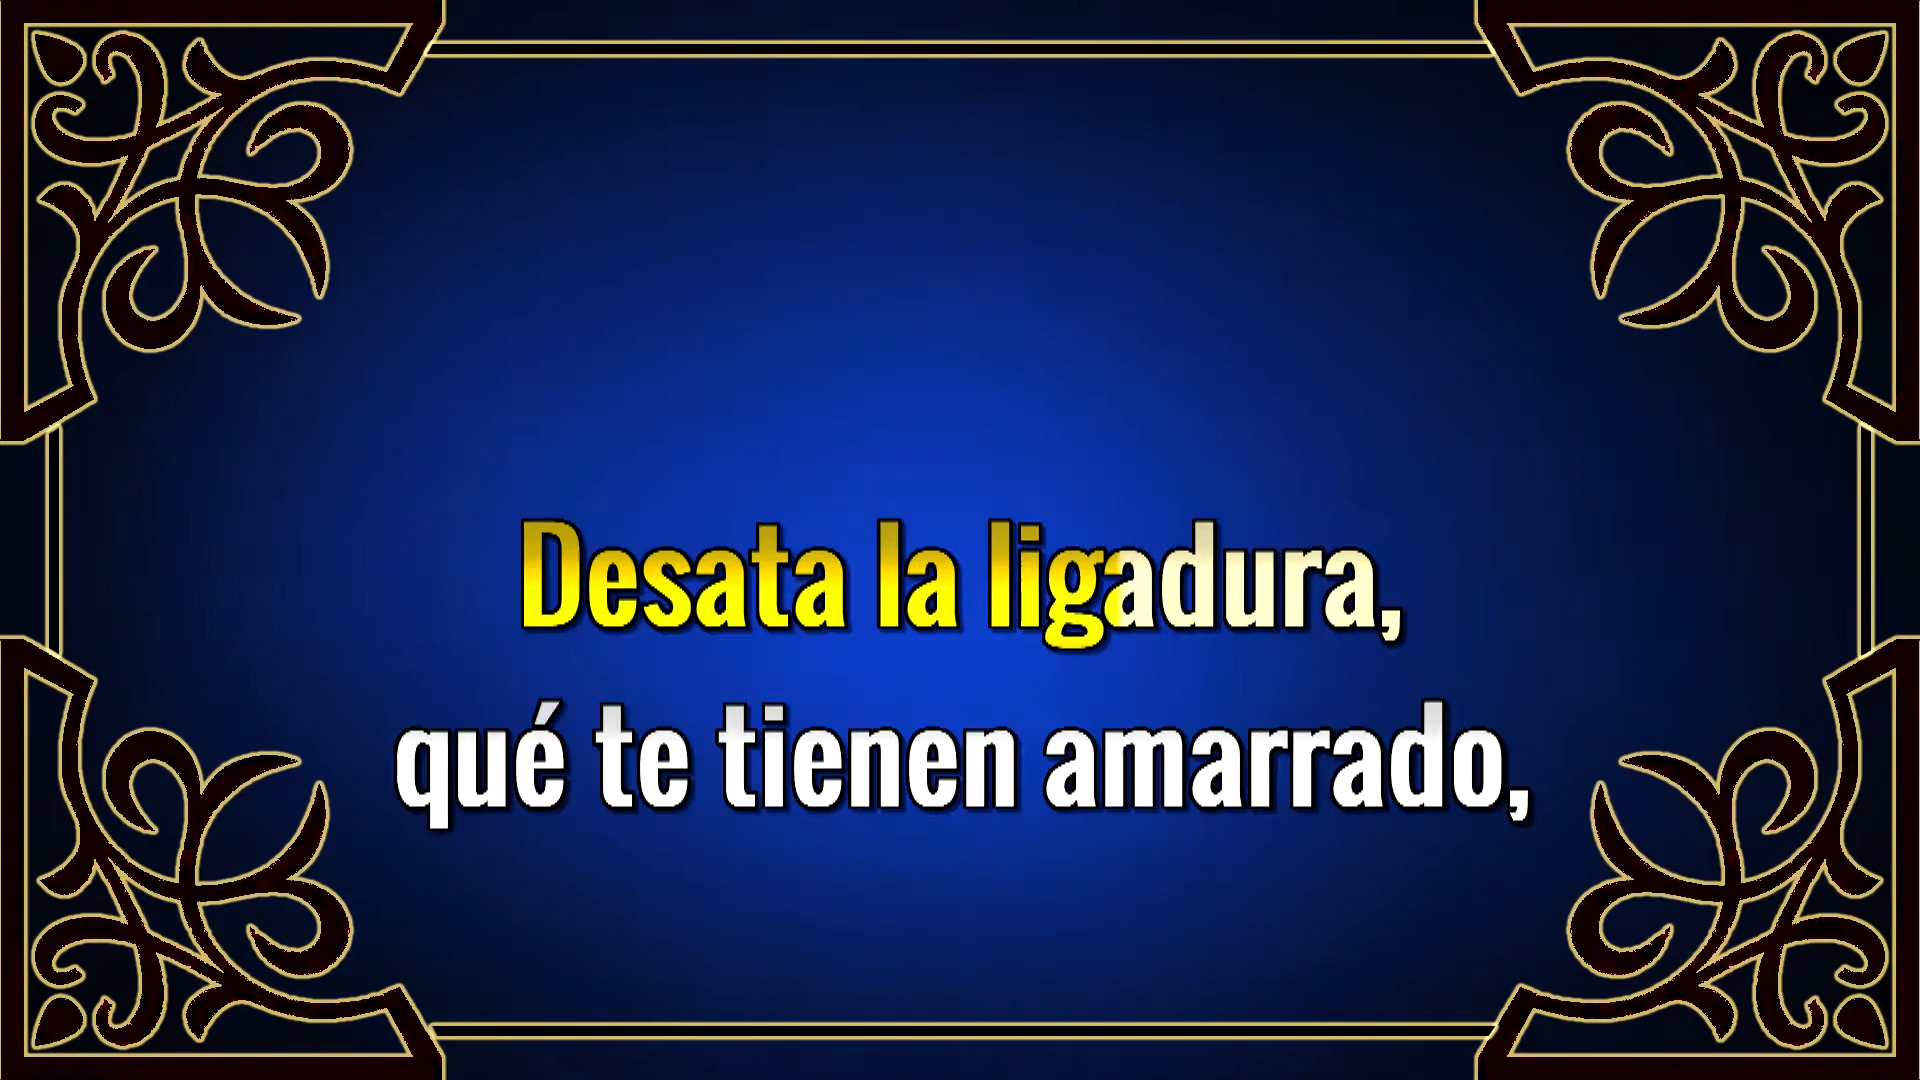 Desata la ligadura,
qué te tienen amarrado,